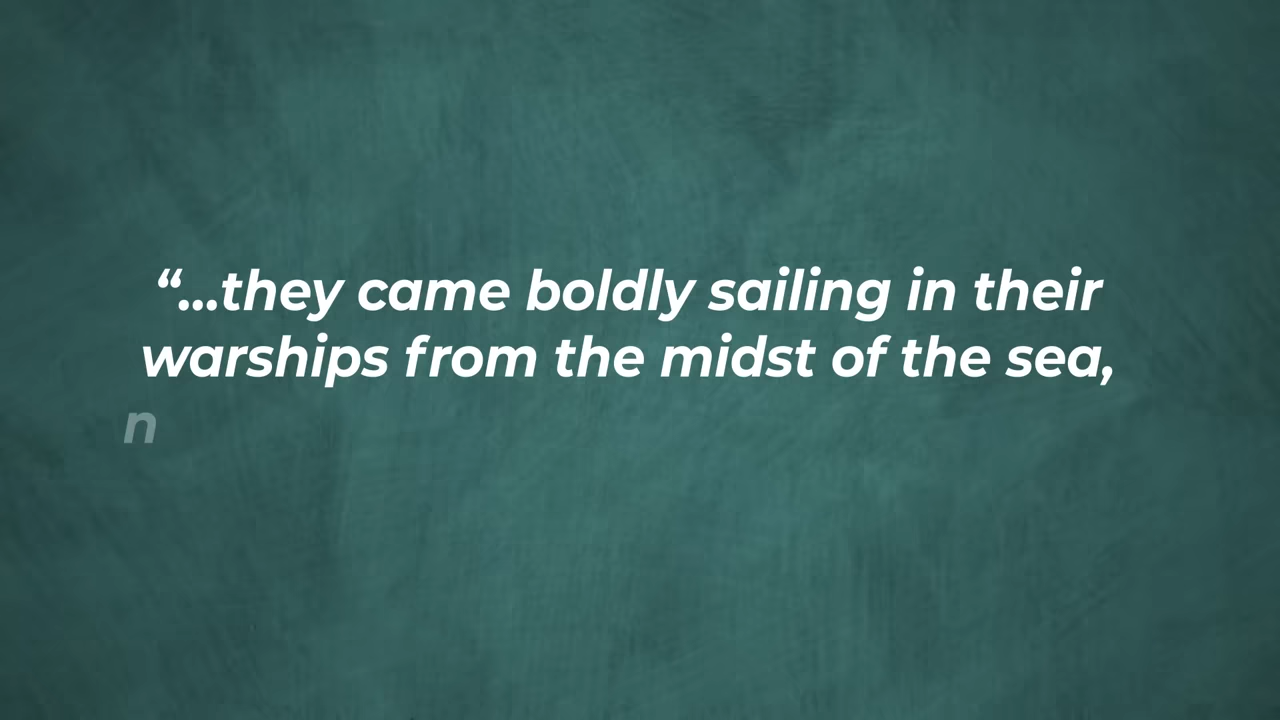 “...they came boldly sailing in their
warships from the midst of the sea,
n